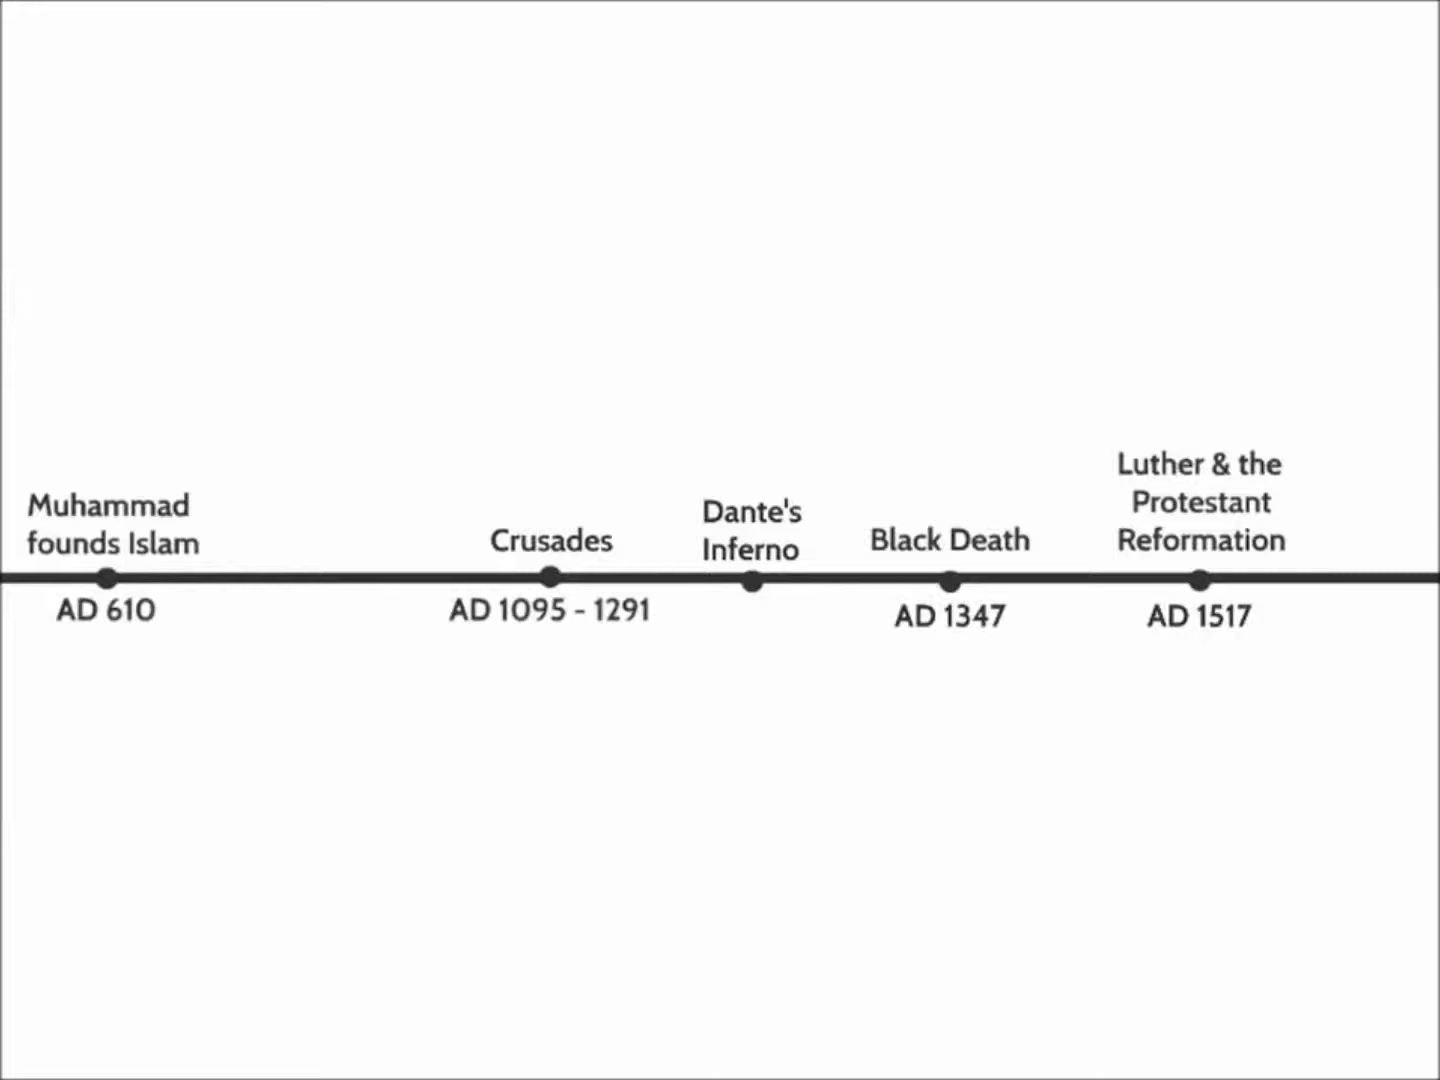 Muhammad
founds Islam
AD 610
Crusades
AD 1095 - 1291
Dante's
Inferno
Black Death
AD 1347
Luther & the
Protestant
Reformation
AD 1517